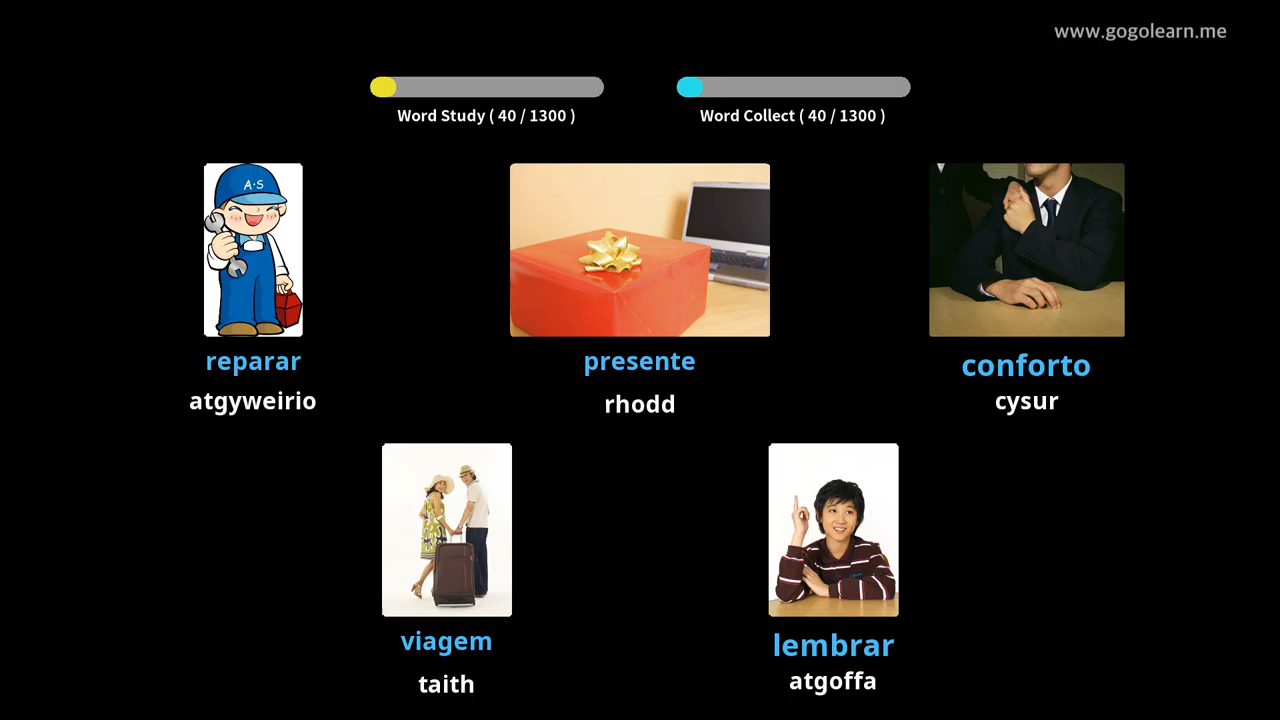 www.gogolearn.me
Word Study ( 40 / 1300 )
Word Collect ( 40 / 1300 )
A·S
reparar
atgyweirio
presente
rhodd
conforto
cysur
viagem
taith
lembrar
atgoffa